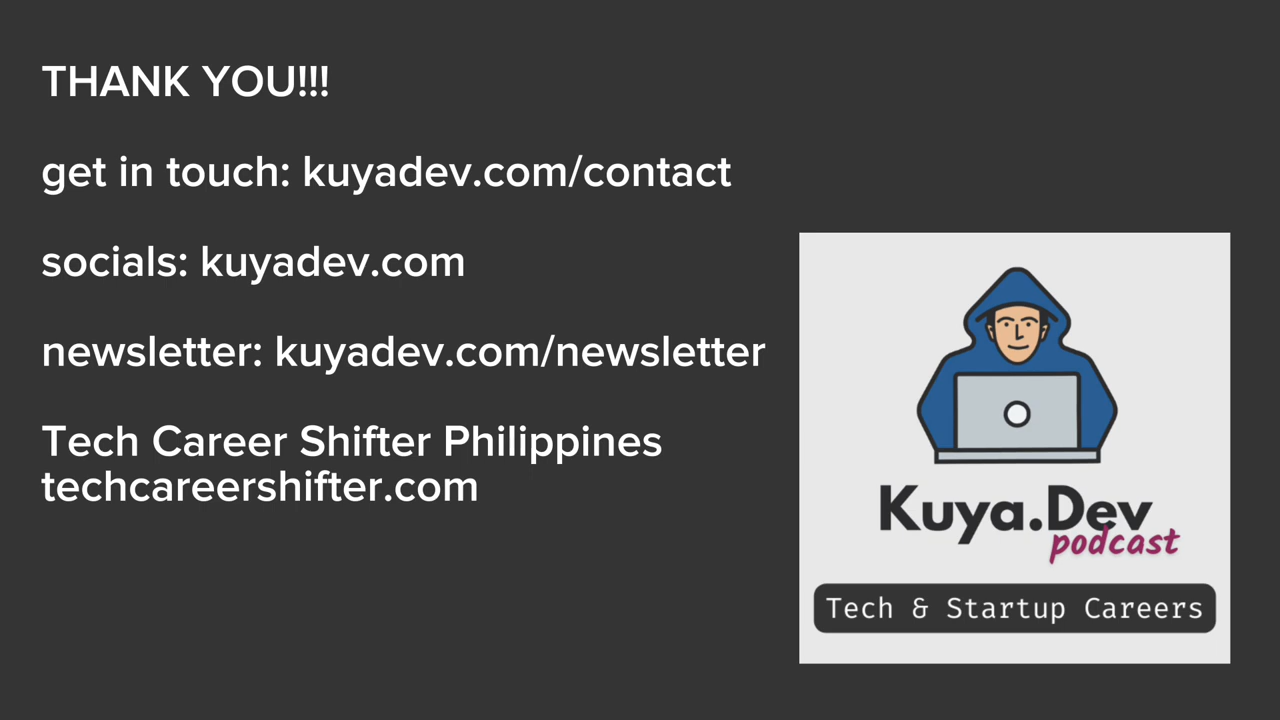 THANK YOU!!!
get in touch: kuyadev.com/contact
socials: kuyadev.com
newsletter: kuyadev.com/newsletter
Tech Career Shifter Philippines
techcareershifter.com
Kuya.Dev
podcast
Tech & Startup Careers